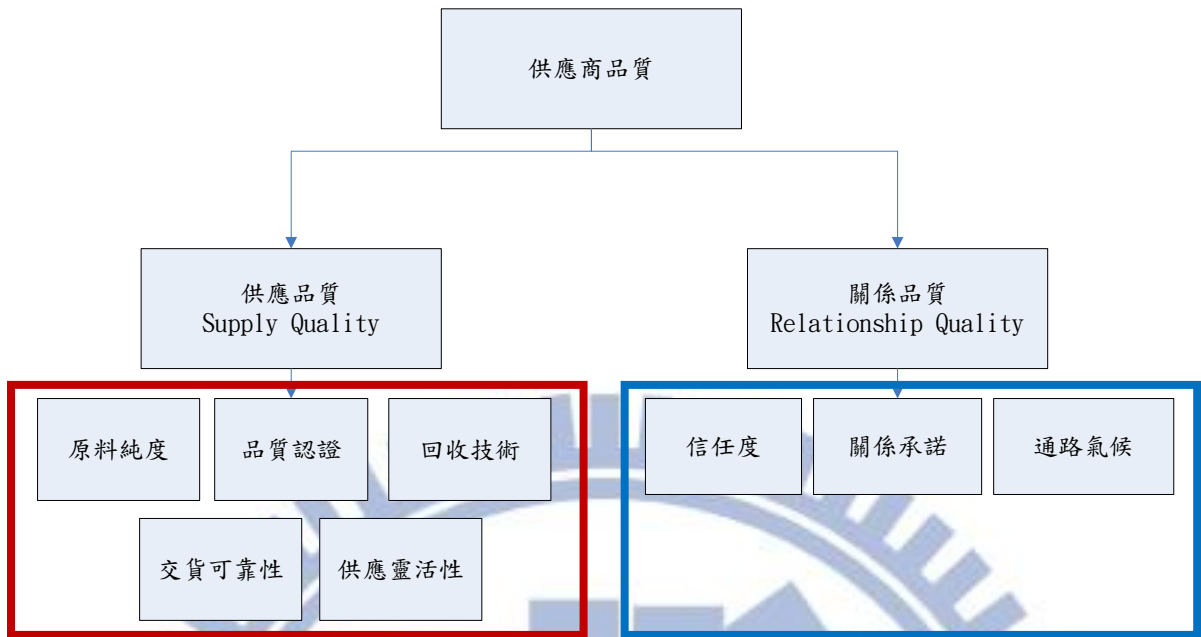 供應商品質
供應品質
Supply Quality
關係品質
Relationship Quality
原料純度
品質認證
回收技術
信任度
關係承諾
通路氣候
交貨可靠性
供應靈活性